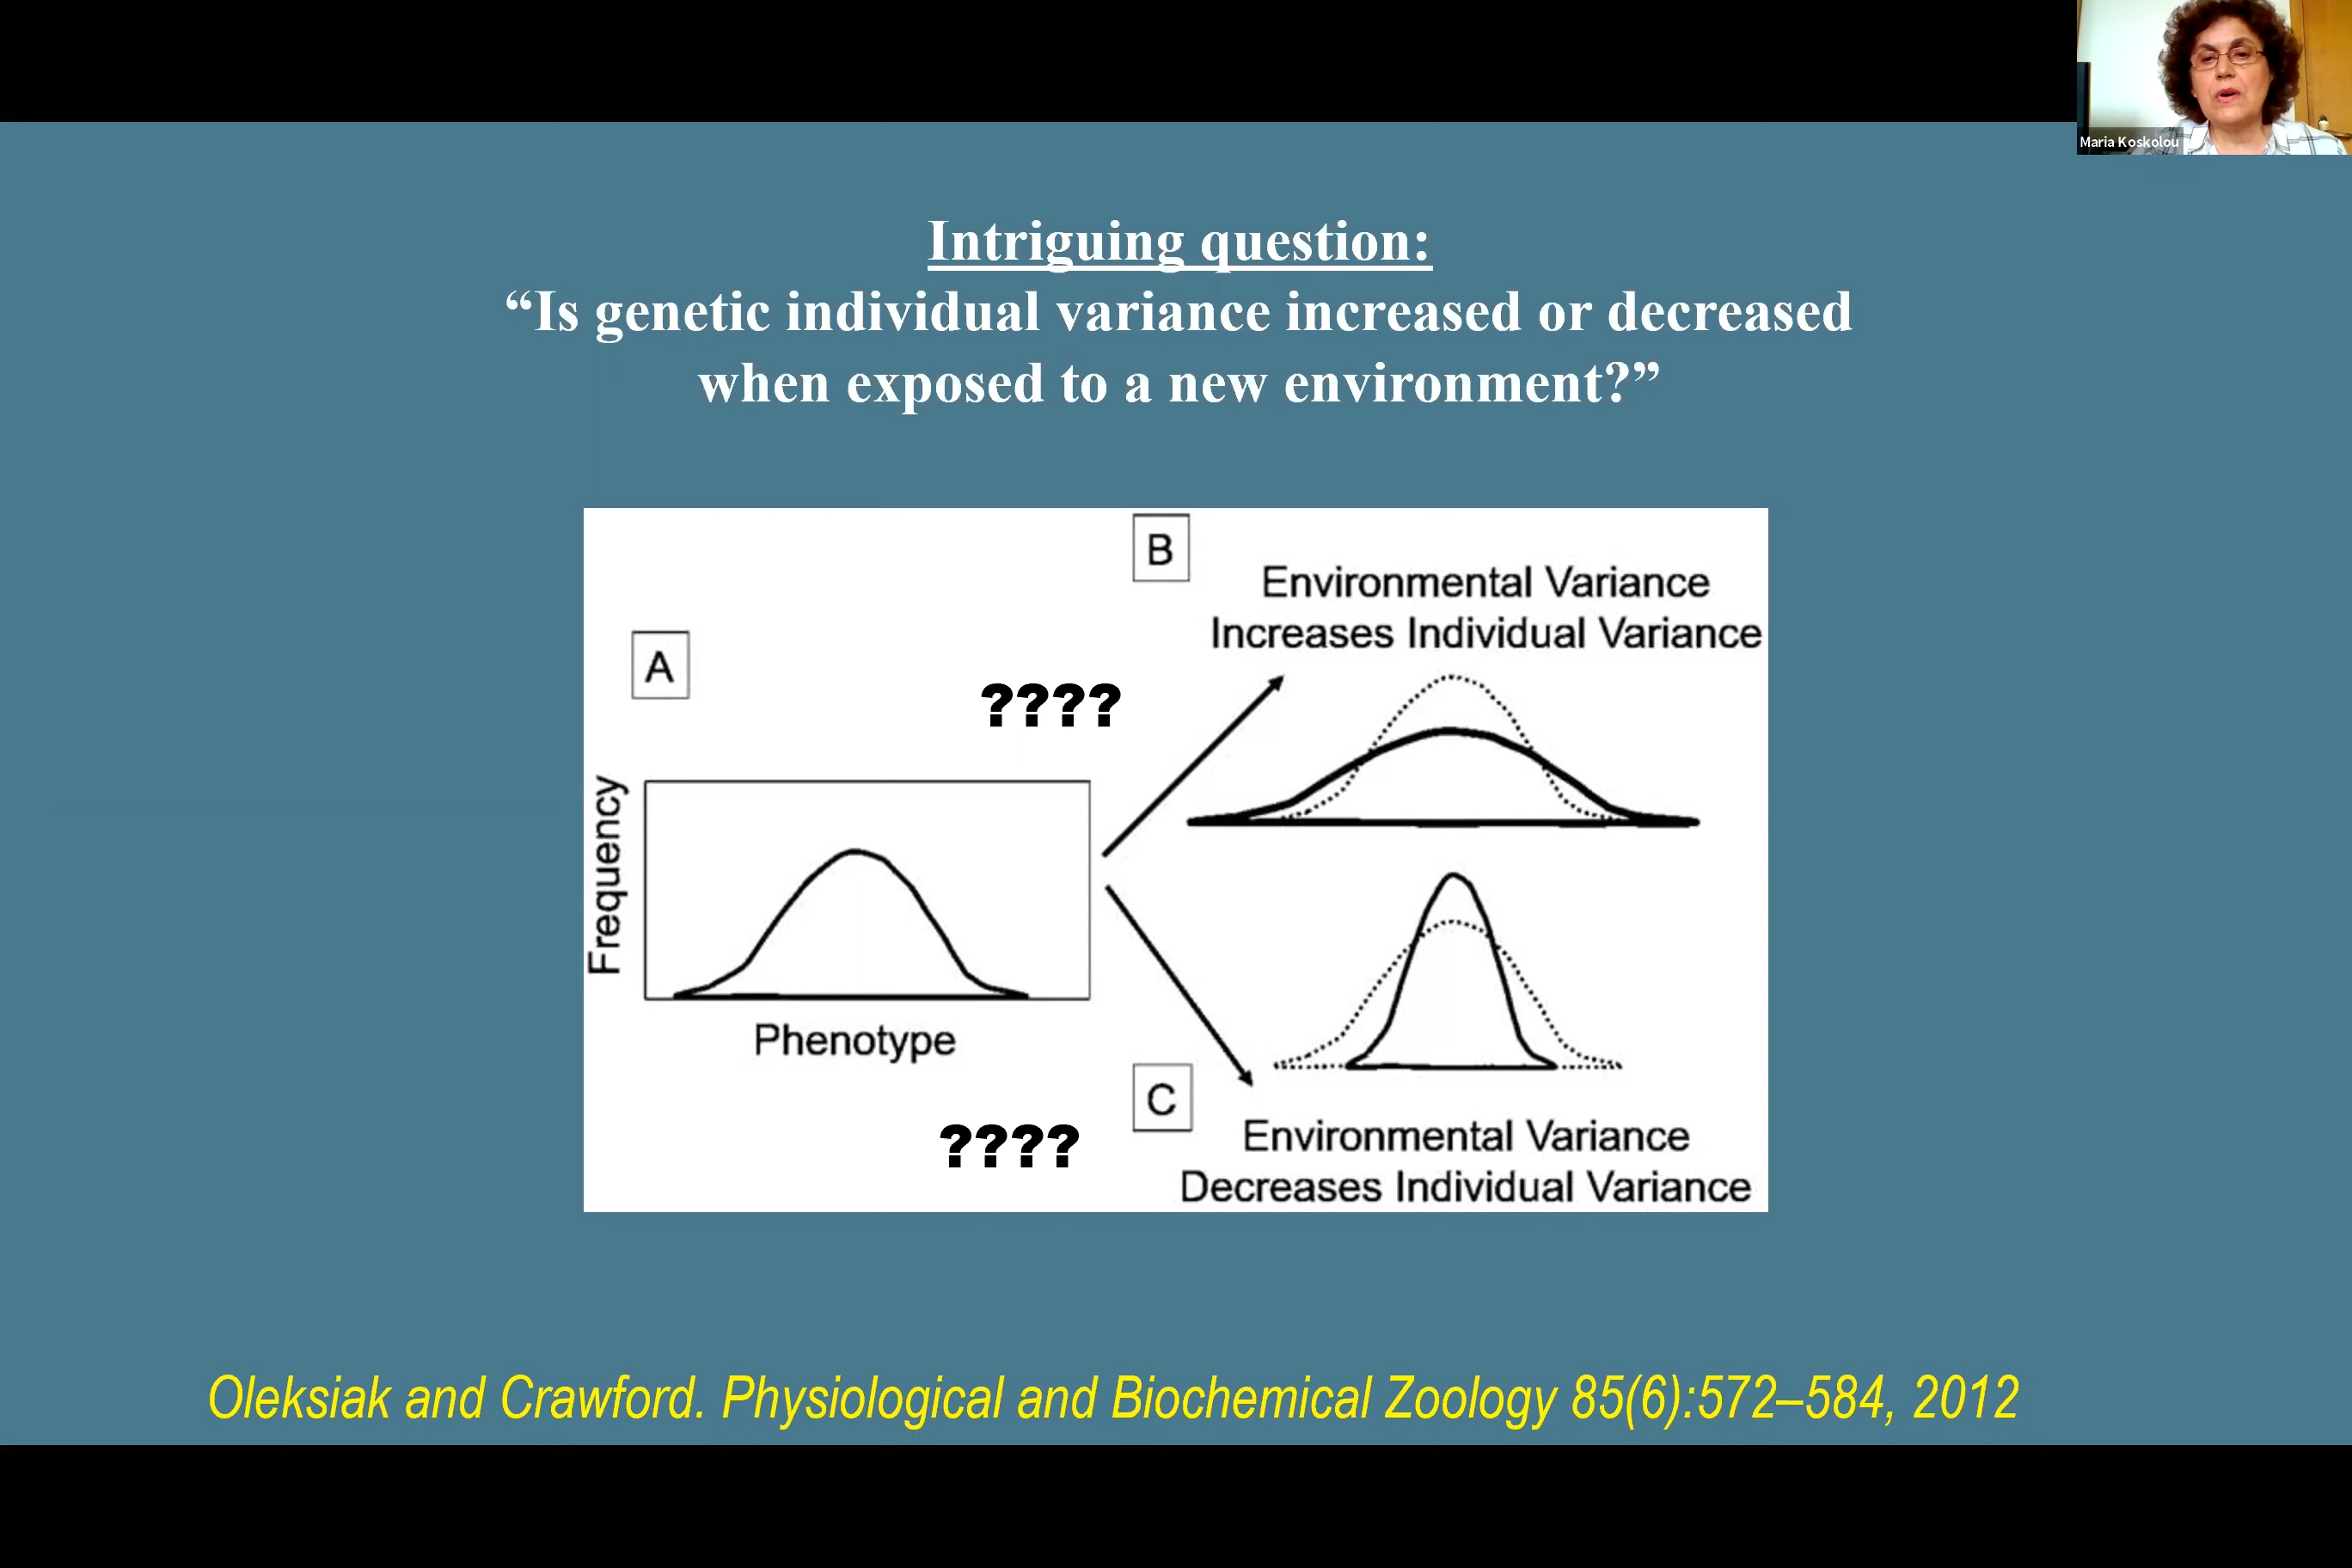 Maria Koskolou
Intriguing question:
“Is genetic individual variance increased or decreased
when exposed to a new environment?”
B
Environmental Variance
Increases Individual Variance
A
????
Frequency
Phenotype
C
????
Environmental Variance
Decreases Individual Variance
Oleksiak and Crawford. Physiological and Biochemical Zoology 85(6):572–584, 2012